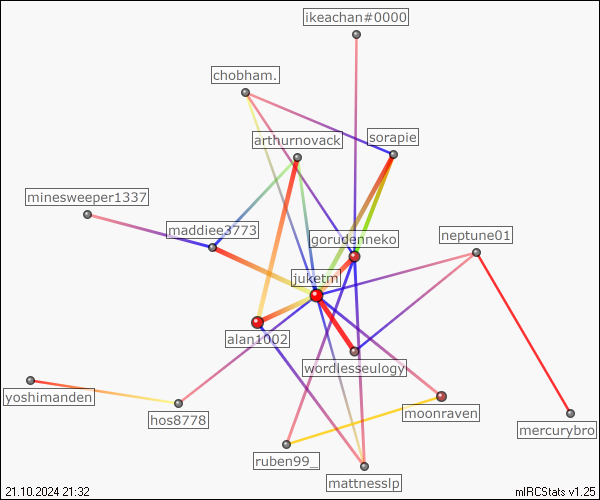 ikeachan#0000
chobham.
arthurnovack
sorapie
minesweeper1337
maddiee3773
gorudenneko
neptune01
juketm
alan1002
wordlesseulogy
yoshimanden
hos8778
moonraven
mercurybro
ruben99_
mattnesslp
21.10.2024 21:32
mIRCStats v1.25